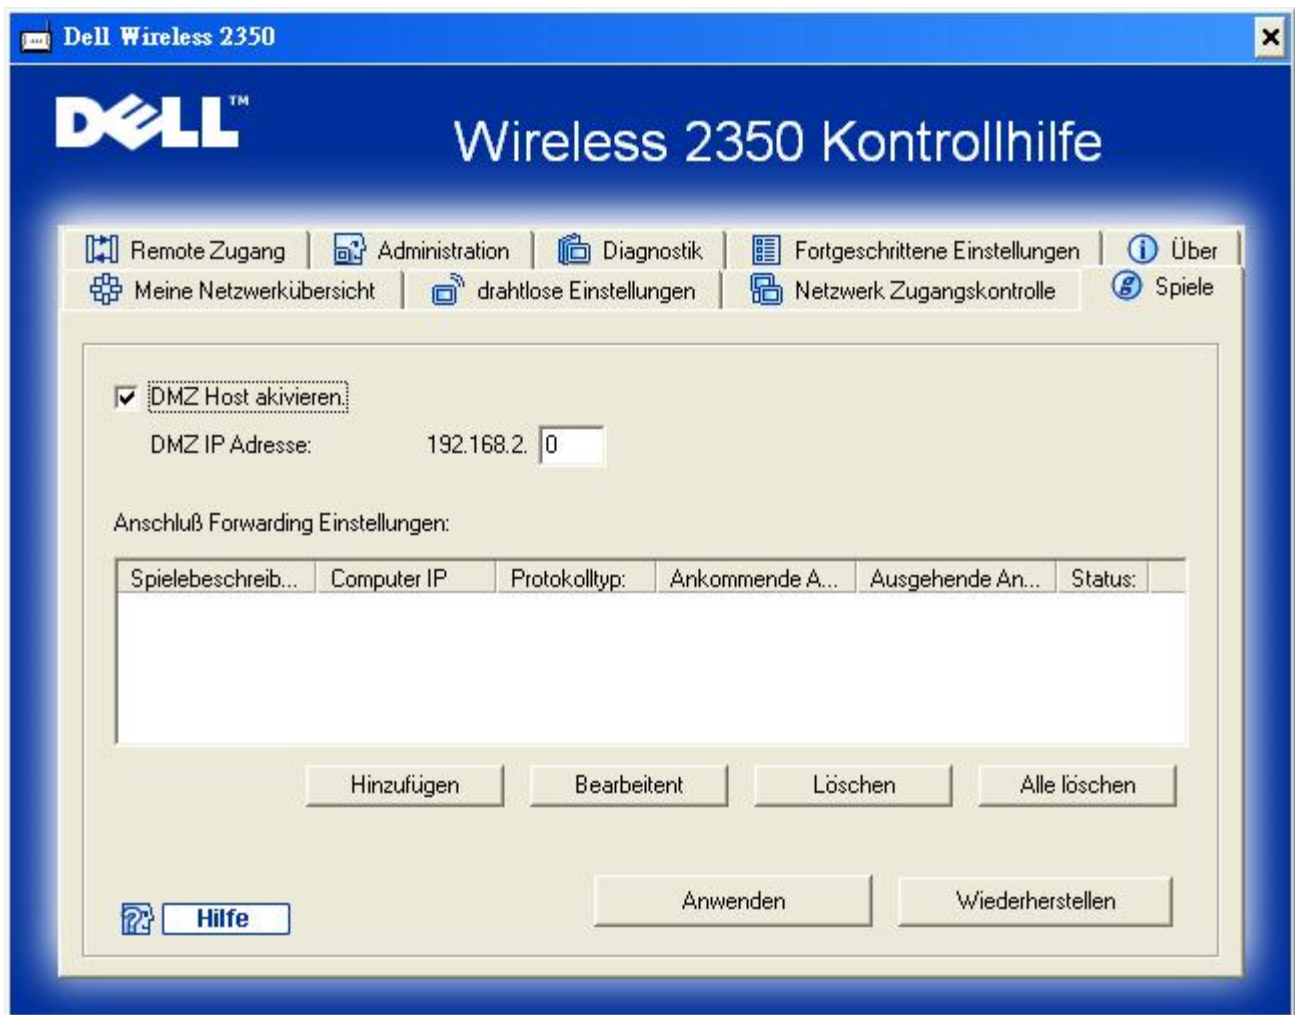 Dell Wireless 2350
DELL™
Wireless 2350 Kontrollhilfe
Remote Zugang Administration Diagnostik Fortgeschrittene Einstellungen Über
Meine Netzwerkübersicht drahtlose Einstellungen Netzwerk Zugangskontrolle Spiele
DMZ Host akivieren.
DMZ IP Adresse: 192.168.2. 0
Anschluß Forwarding Einstellungen:
Spielebeschreib... Computer IP Protokolltyp: Ankommende A... Ausgehende An... Status:
Hinzufügen Bearbeitent Löschen Alle löschen
Anwenden Wiederherstellen
Hilfe